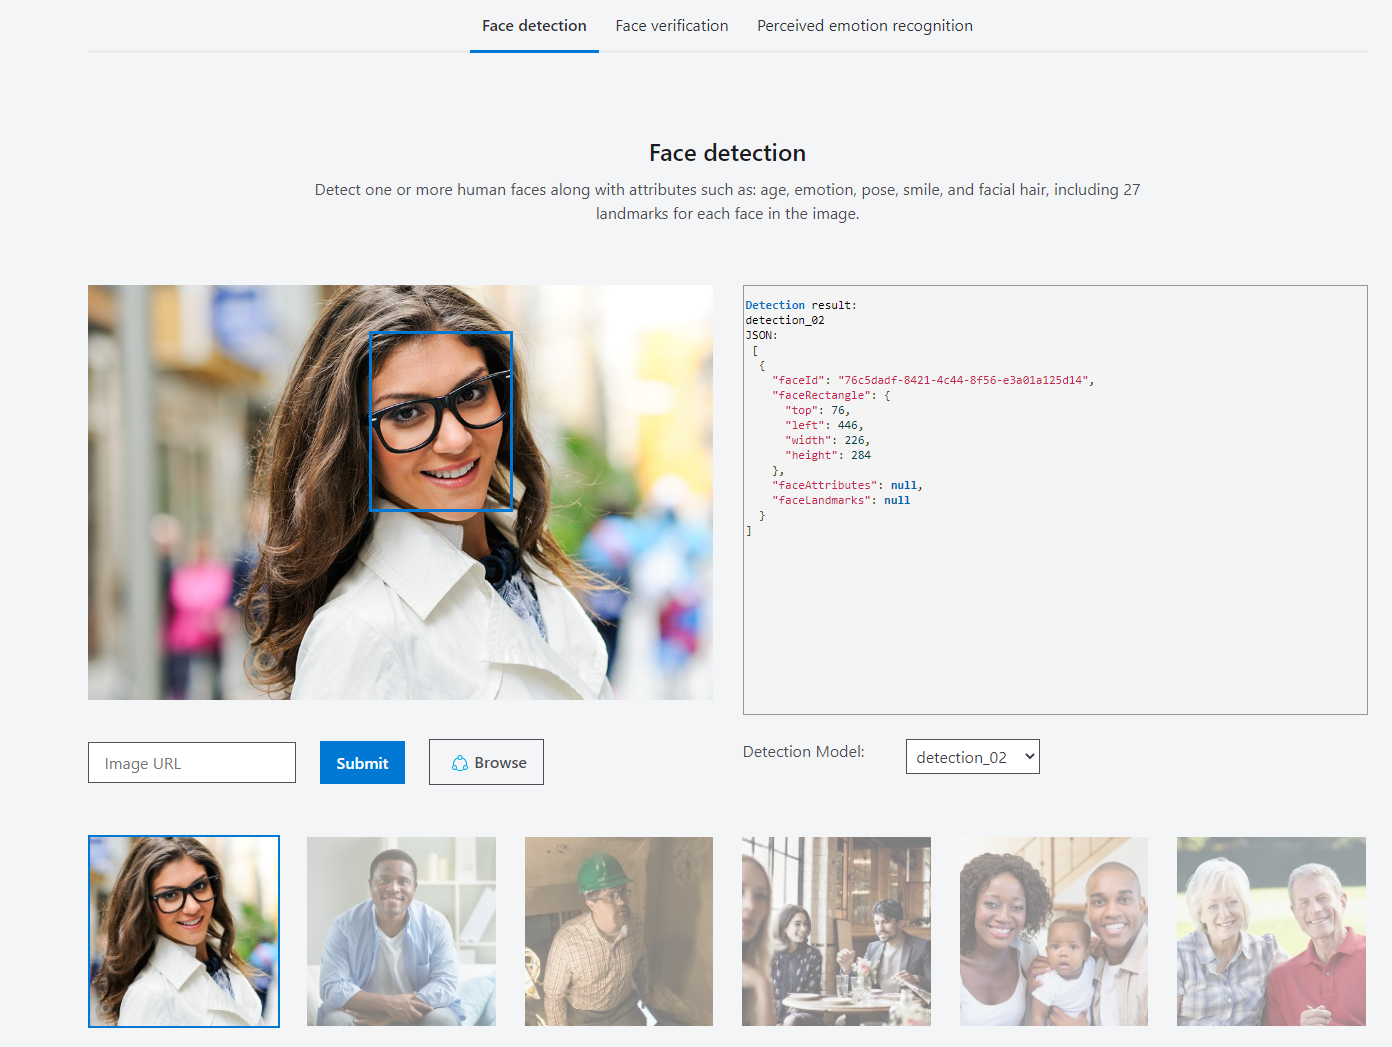 Face detection Face verification Perceived emotion recognition
Face detection
Detect one or more human faces along with attributes such as: age, emotion, pose, smile, and facial hair, including 27
landmarks for each face in the image.
Detection result:
detection_02
JSON:
[
{
"faceId": "76c5dadf-8421-4c44-8f56-e3a01a125d14",
"faceRectangle": {
"top": 76,
"left": 446,
"width": 226,
"height": 284
},
"faceAttributes": null,
"faceLandmarks": null
}
]
Image URL Submit Browse
Detection Model: detection_02